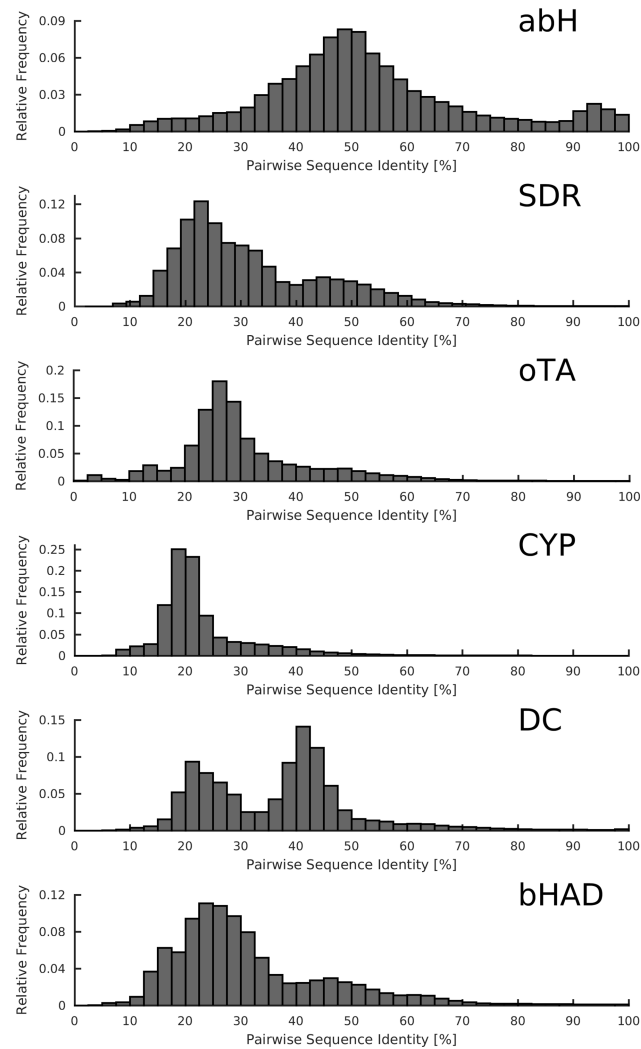 abH
Relative Frequency
0.09
0.06
0.03
0
0 10 20 30 40 50 60 70 80 90 100
Pairwise Sequence Identity [%]
SDR
Relative Frequency
0.12
0.08
0.04
0
0 10 20 30 40 50 60 70 80 90 100
Pairwise Sequence Identity [%]
oTA
Relative Frequency
0.2
0.15
0.1
0.05
0
0 10 20 30 40 50 60 70 80 90 100
Pairwise Sequence Identity [%]
CYP
Relative Frequency
0.25
0.2
0.15
0.1
0.05
0
0 10 20 30 40 50 60 70 80 90 100
Pairwise Sequence Identity [%]
DC
Relative Frequency
0.15
0.1
0.05
0
0 10 20 30 40 50 60 70 80 90 100
Pairwise Sequence Identity [%]
bHAD
Relative Frequency
0.12
0.08
0.04
0
0 10 20 30 40 50 60 70 80 90 100
Pairwise Sequence Identity [%]